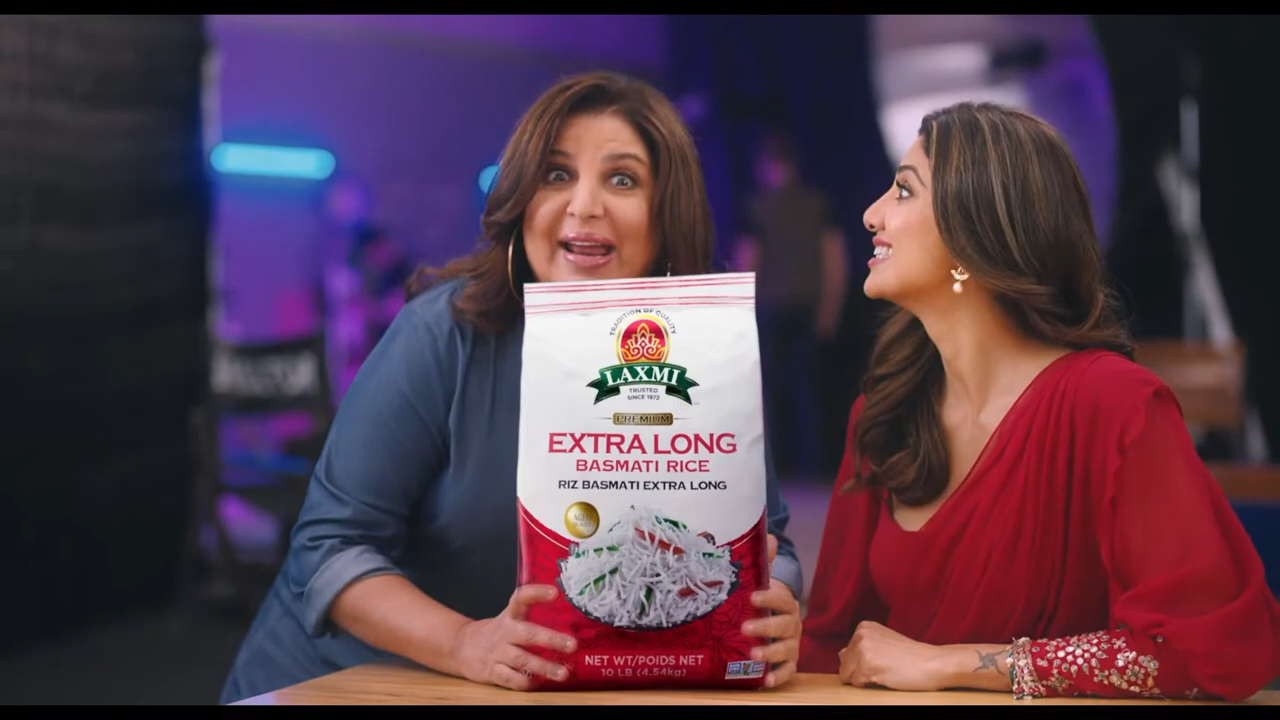 TRADITION OF QUALITY
LAXMI
TRUSTED
SINCE 1972
PREMIUM
EXTRA LONG
BASMATI RICE
RIZ BASMATI EXTRA LONG
AGED
NET WT/POIDS NET
10 LB (4.54kg)